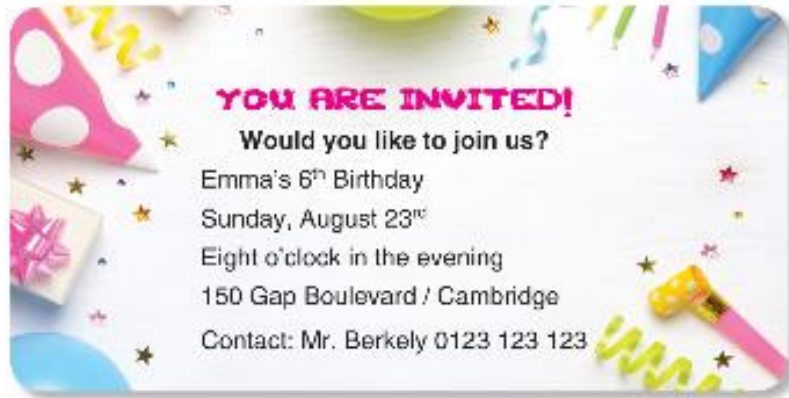 YOU ARE INVITED!
Would you like to join us?
Emma's 6th Birthday
Sunday, August 23rd
Eight o'clock in the evening
150 Gap Boulevard / Cambridge
Contact: Mr. Berkely 0123 123 123